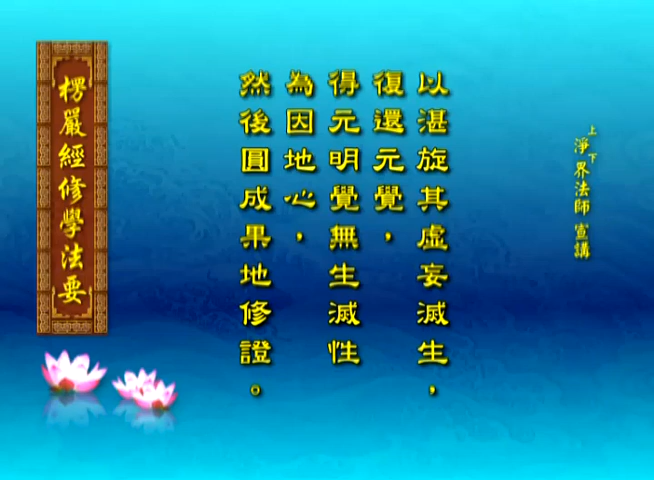 上淨下界法師 宣講
以湛旋其虛妄滅生，
復還元覺，
得元明覺無生滅性
為因地心，
然後圓成果地修證。
楞嚴經修學法要